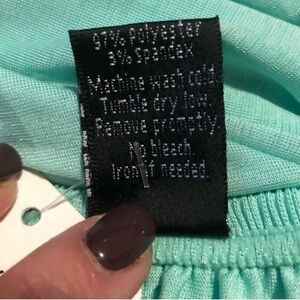 97% polyester
3% Spandex
Machine wash cold.
Tumble dry low.
Remove promptly
No bleach
Iron if needed.